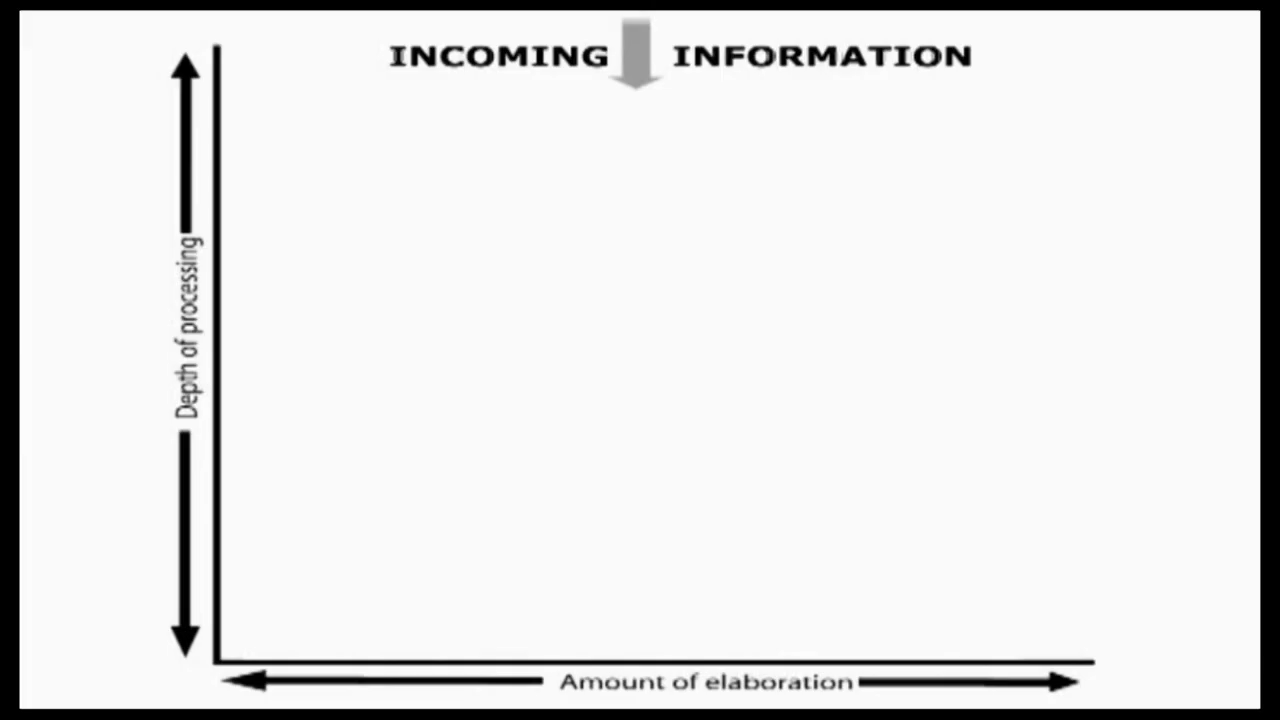 INCOMING INFORMATION
Depth of processing
Amount of elaboration